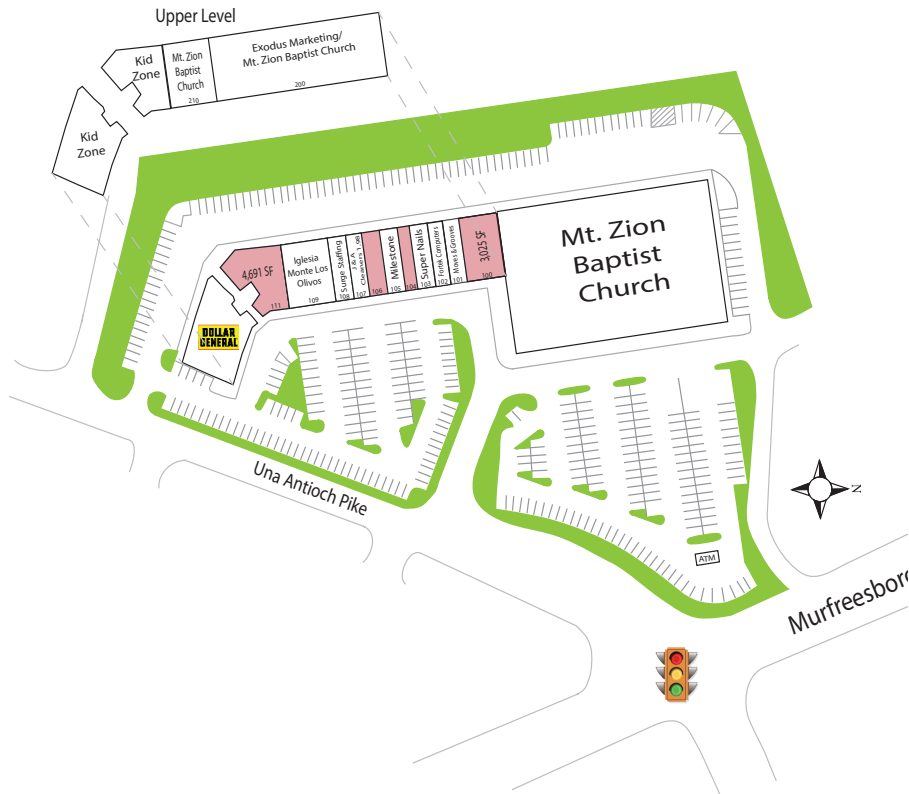 Upper Level
Kid
Zone
Mt. Zion
Baptist
Church
210
Exodus Marketing/
Mt. Zion Baptist Church
200
Kid
Zone
4,691 SF
111
Iglesia
Monte Los
Olivos
109
Surge Staffing
108
J & A
Cleaners
107
106
Milestone
105
104
Super Nails
103
102
Movers & Grooves
101
3,025 SF
100
Mt. Zion
Baptist
Church
DOLLAR
GENERAL
Una Antioch Pike
N
ATM
Murfreesboro